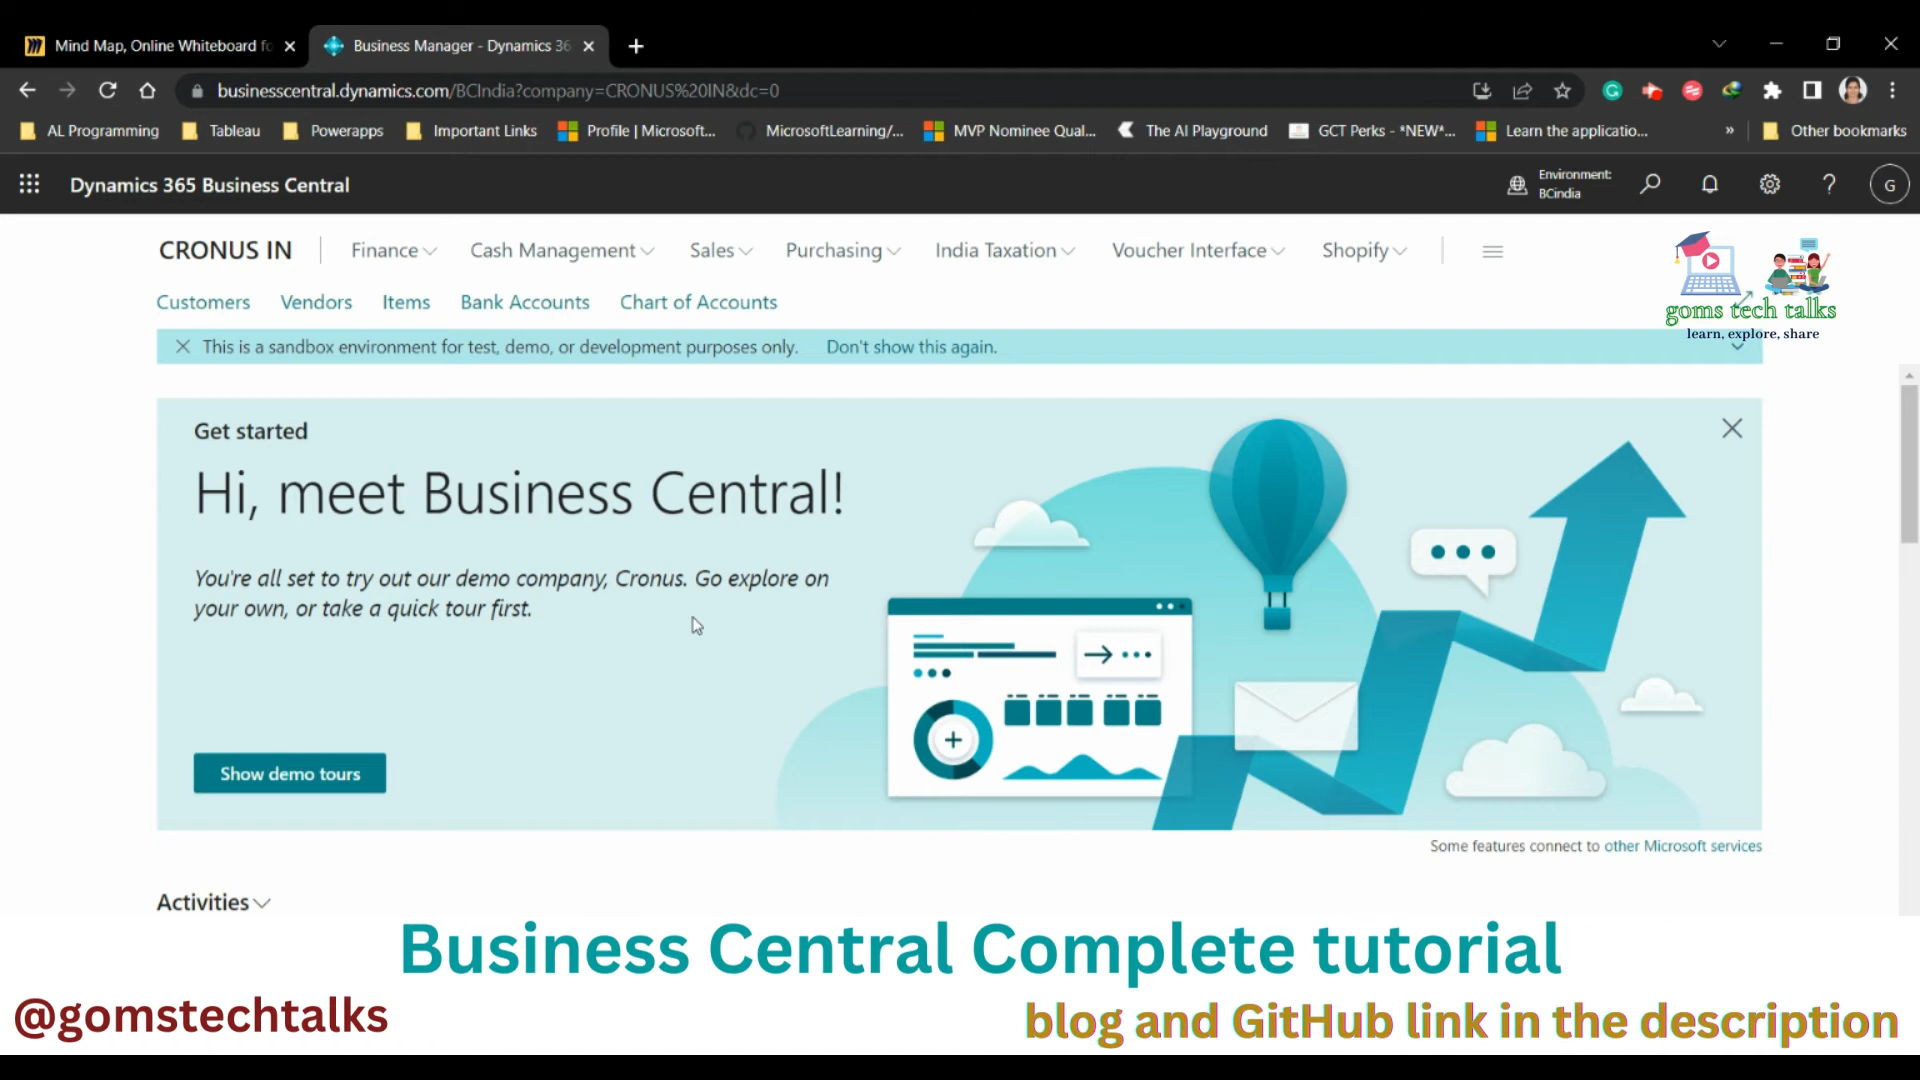 Mind Map, Online Whiteboard fo
Business Manager - Dynamics 36
businesscentral.dynamics.com/BCIndia?company=CRONUS%20IN&dc=0
AL Programming
Tableau
Powerapps
Important Links
Profile | Microsoft...
MicrosoftLearning/...
MVP Nominee Qual...
The AI Playground
GCT Perks - *NEW*...
Learn the applicatio...
»
Other bookmarks
Dynamics 365 Business Central
Environment:
BCindia
?
G
CRONUS IN
Finance
Cash Management
Sales
Purchasing
India Taxation
Voucher Interface
Shopify
Customers
Vendors
Items
Bank Accounts
Chart of Accounts
goms tech talks
learn, explore, share
This is a sandbox environment for test, demo, or development purposes only. Don't show this again.
Get started
Hi, meet Business Central!
You're all set to try out our demo company, Cronus. Go explore on
your own, or take a quick tour first.
Show demo tours
Some features connect to other Microsoft services
Activities
Business Central Complete tutorial
@gomstechtalks
blog and GitHub link in the description